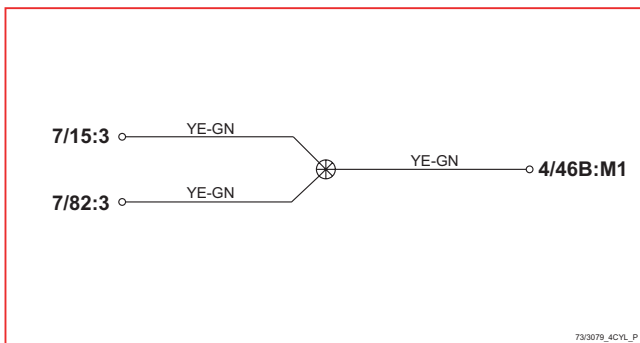 YE-GN
7/15:3
YE-GN
4/46B:M1
YE-GN
7/82:3
73/3079_4CYL_P